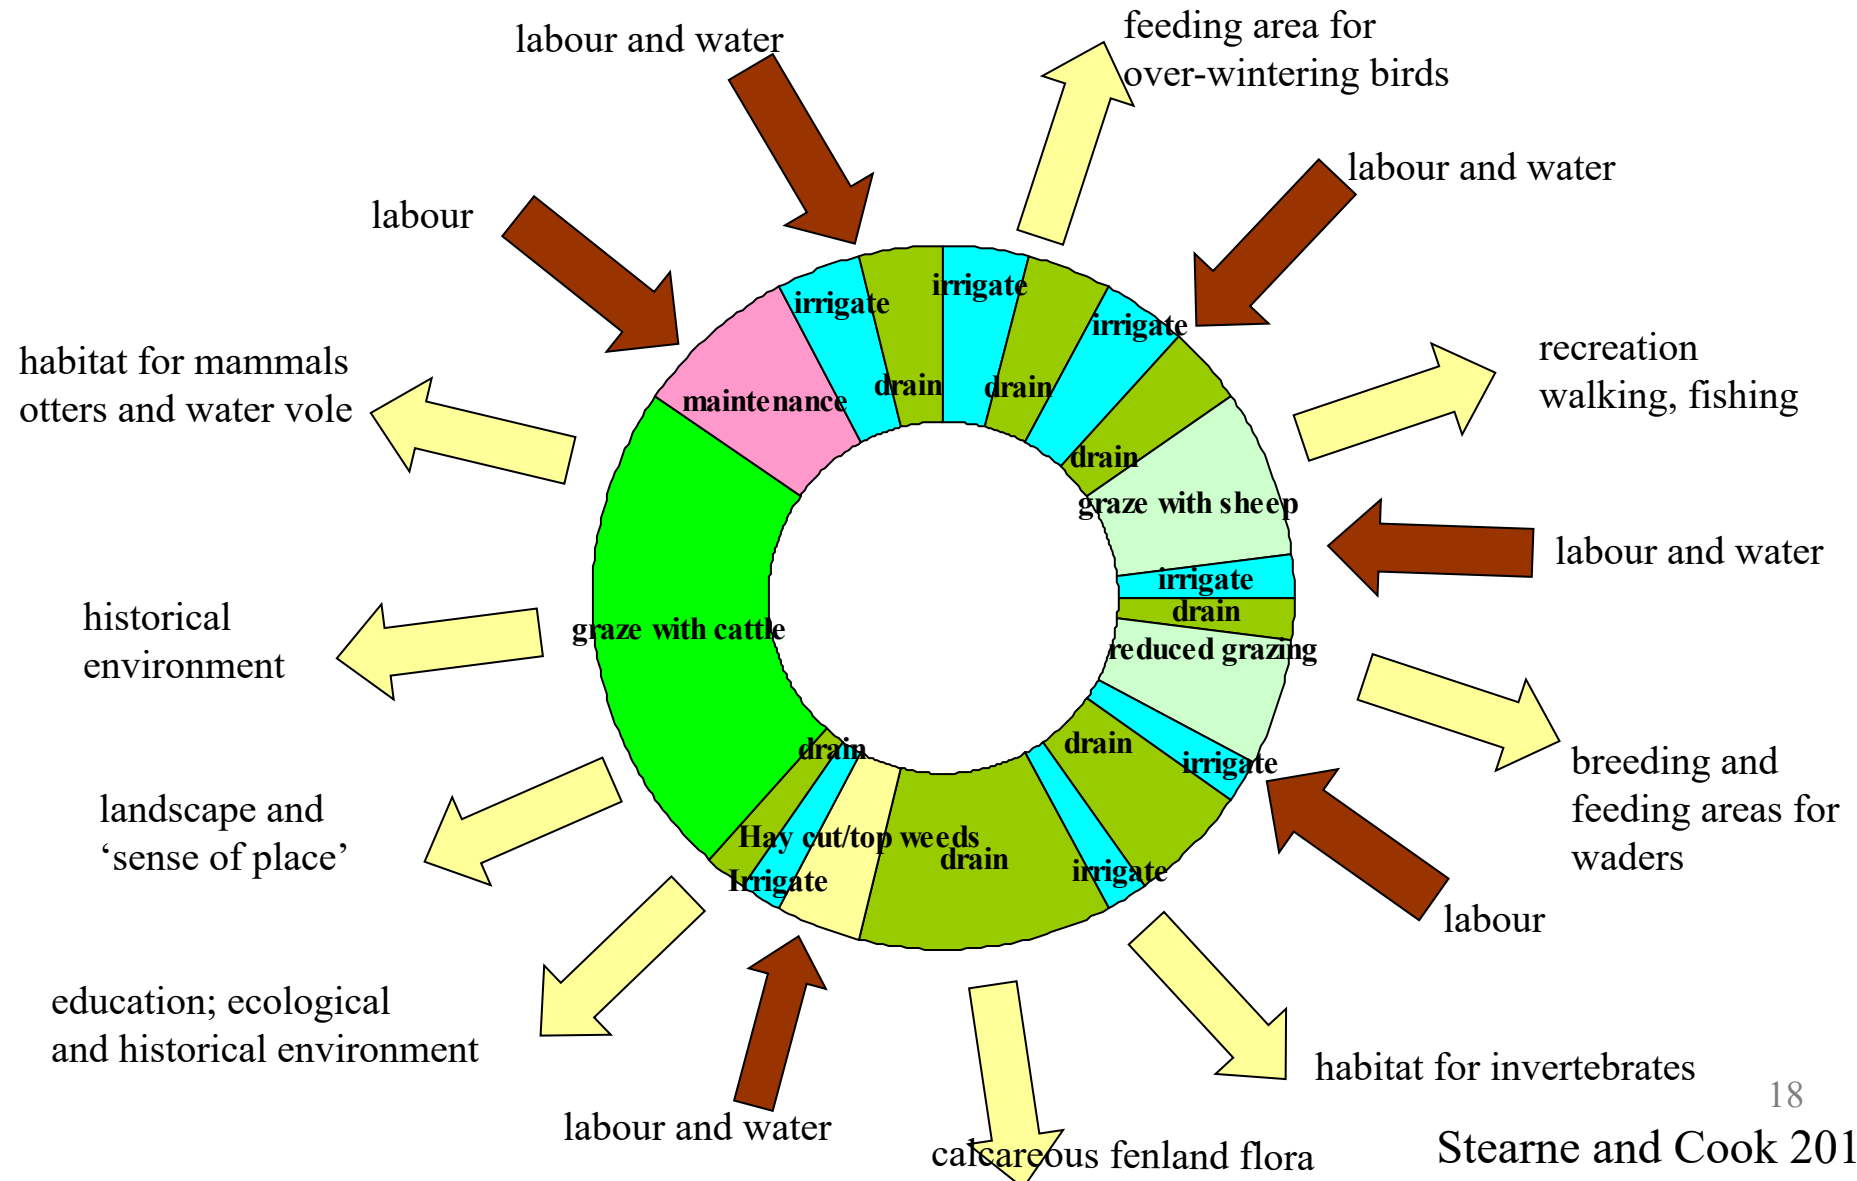 labour and water
feeding area for
over-wintering birds
labour and water
labour
irrigate
irrigate
irrigate
drain
drain
drain
maintenance
habitat for mammals
otters and water vole
recreation
walking, fishing
graze with sheep
labour and water
irrigate
drain
reduced grazing
graze with cattle
historical
environment
drain
drain
irrigate
breeding and
feeding areas for
waders
landscape and
‘sense of place’
Hay cut/top weeds
drain
Irrigate
irrigate
labour
education; ecological
and historical environment
habitat for invertebrates
labour and water
calcareous fenland flora
18
Stearne and Cook 201